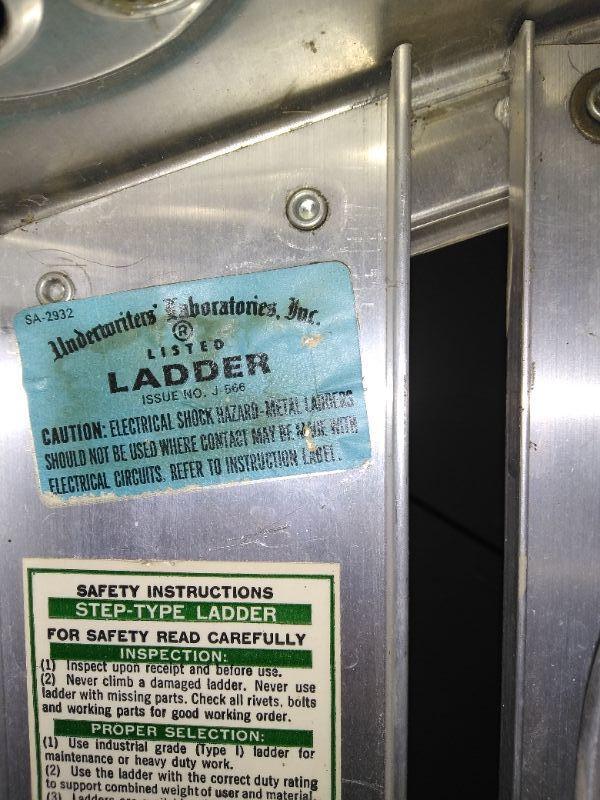 SA-2932
Underwriters' Laboratories, Inc.
®
LISTED
LADDER
ISSUE NO. J-566
CAUTION: ELECTRICAL SHOCK HAZARD-METAL LADDERS
SHOULD NOT BE USED WHERE CONTACT MAY BE MADE WITH
ELECTRICAL CIRCUITS. REFER TO INSTRUCTION LABEL.
SAFETY INSTRUCTIONS
STEP-TYPE LADDER
FOR SAFETY READ CAREFULLY
INSPECTION:
(1) Inspect upon receipt and before use.
(2) Never climb a damaged ladder. Never use
ladder with missing parts. Check all rivets, bolts
and working parts for good working order.
PROPER SELECTION:
(1) Use industrial grade (Type I) ladder for
maintenance or heavy duty work.
(2) Use the ladder with the correct duty rating
to support combined weight of user and material.
(3) Ladders are